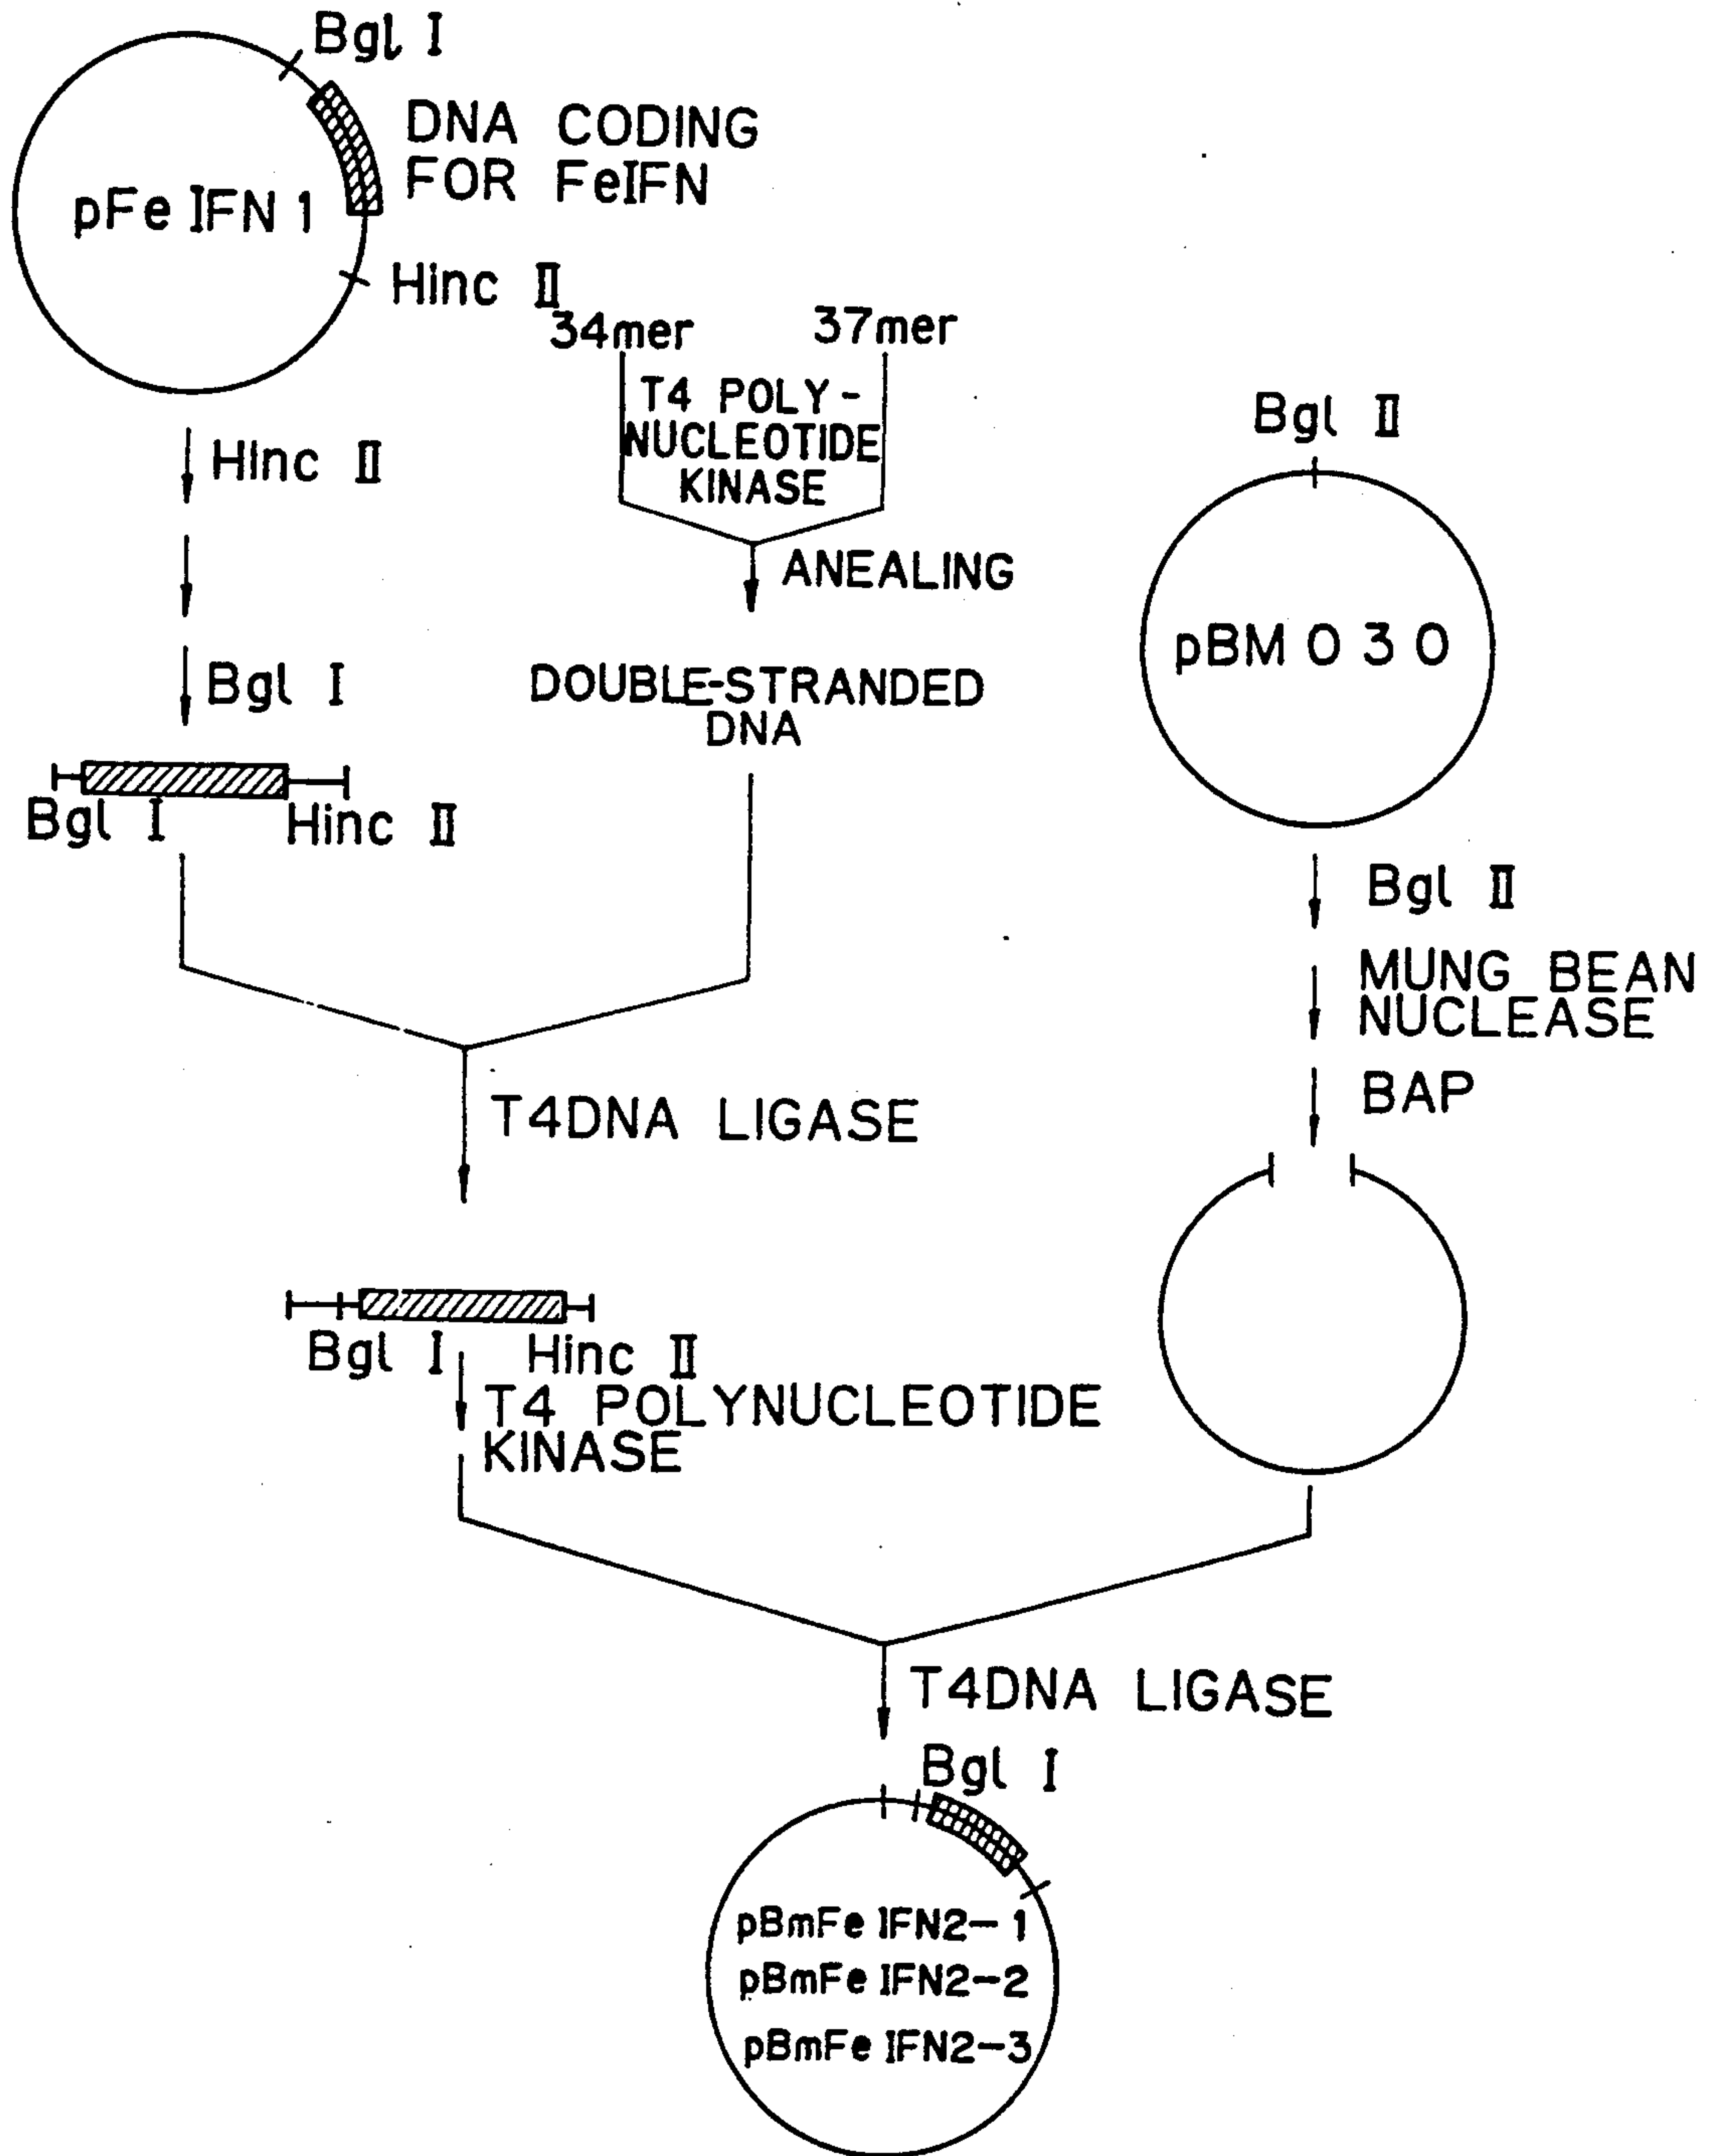 Bgl I
DNA CODING
FOR FeIFN
pFe IFN 1
Hinc II
34mer
37mer
T4 POLY-
NUCLEOTIDE
KINASE
ANEALING
DOUBLE-STRANDED
DNA
HInc II
Bgl I
Bgl I
Hinc II
Bgl II
pBM 0 3 0
Bgl II
MUNG BEAN
NUCLEASE
BAP
T4DNA LIGASE
Bgl I
Hinc II
T4 POLYNUCLEOTIDE
KINASE
T4DNA LIGASE
Bgl I
pBmFe IFN2-1
pBmFe IFN2-2
pBmFe IFN2-3